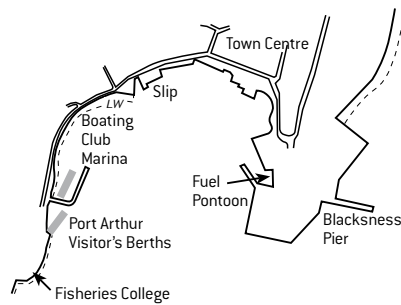 Town Centre
Slip
LW
Boating
Club
Marina
Fuel
Pontoon
Port Arthur
Visitor's Berths
Blacksness
Pier
Fisheries College